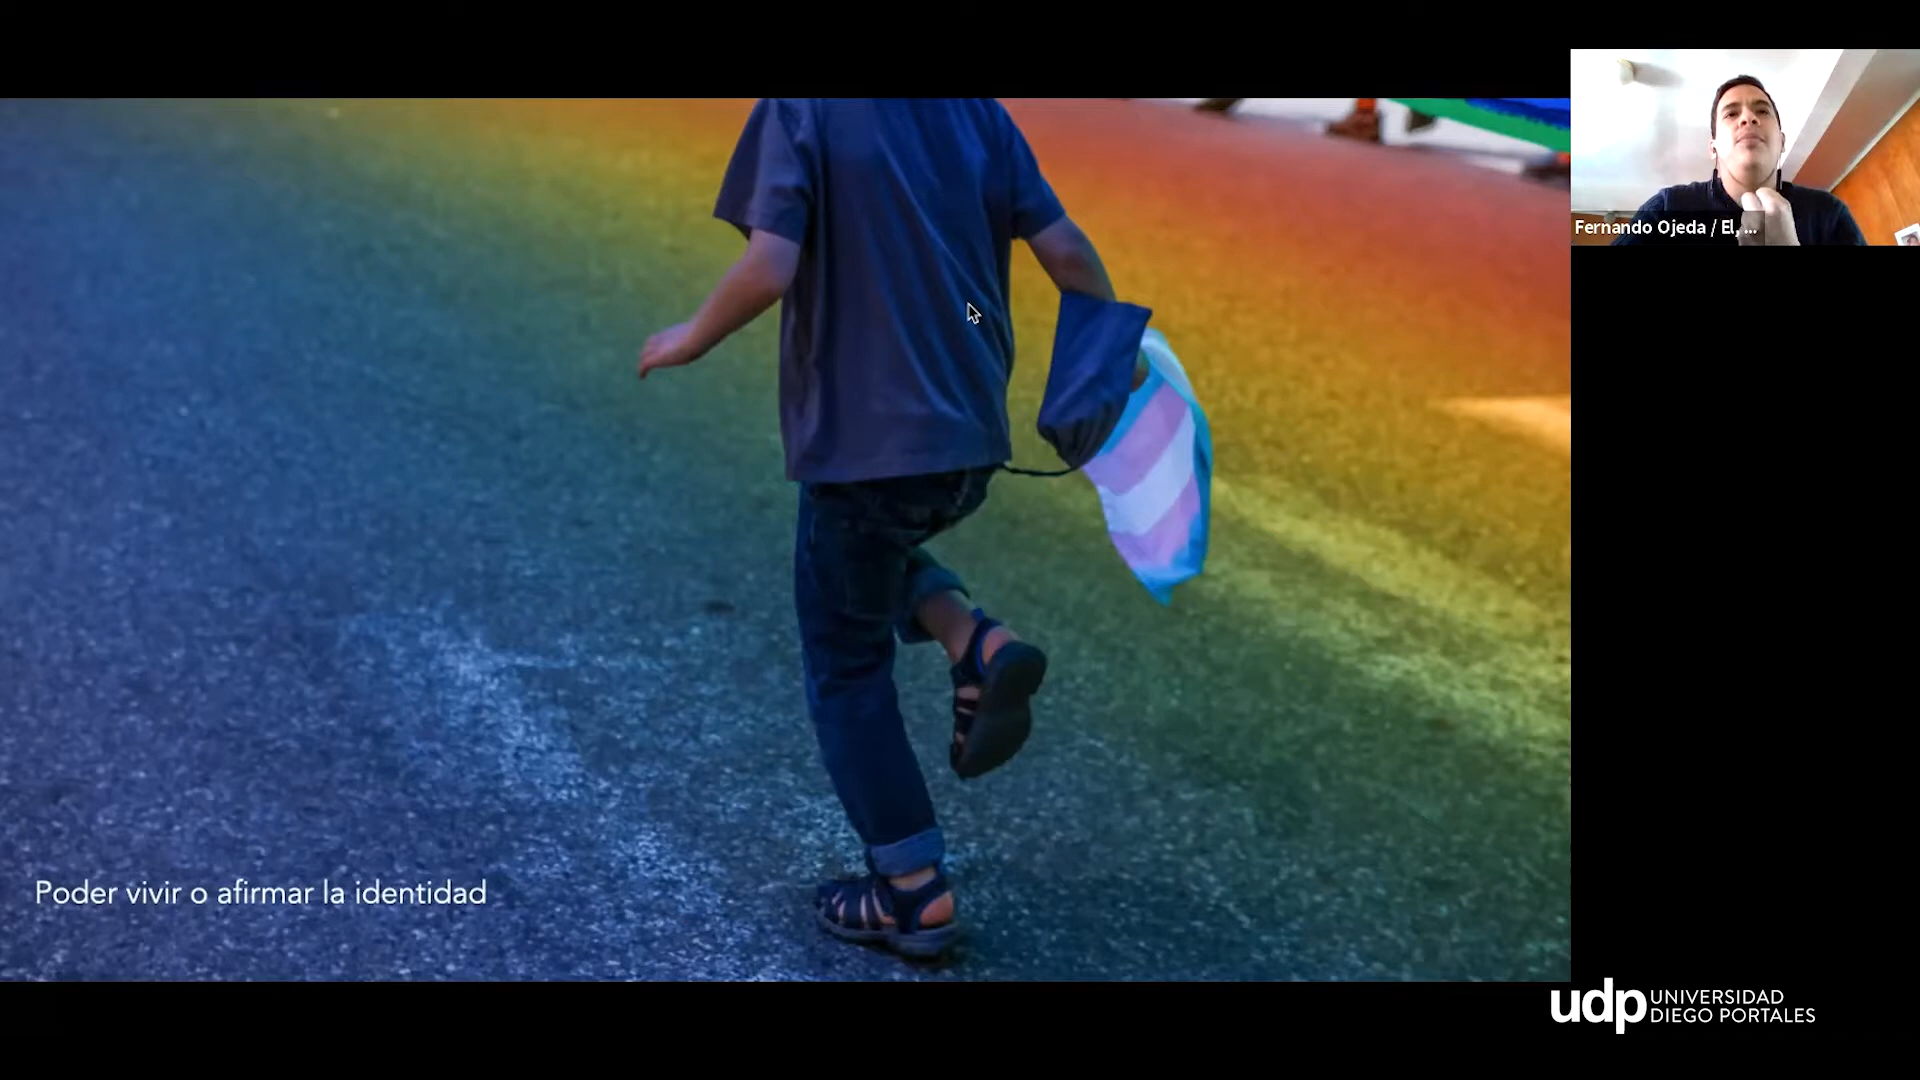 Fernando Ojeda / El, ...
Poder vivir o afirmar la identidad
udp UNIVERSIDAD
DIEGO PORTALES